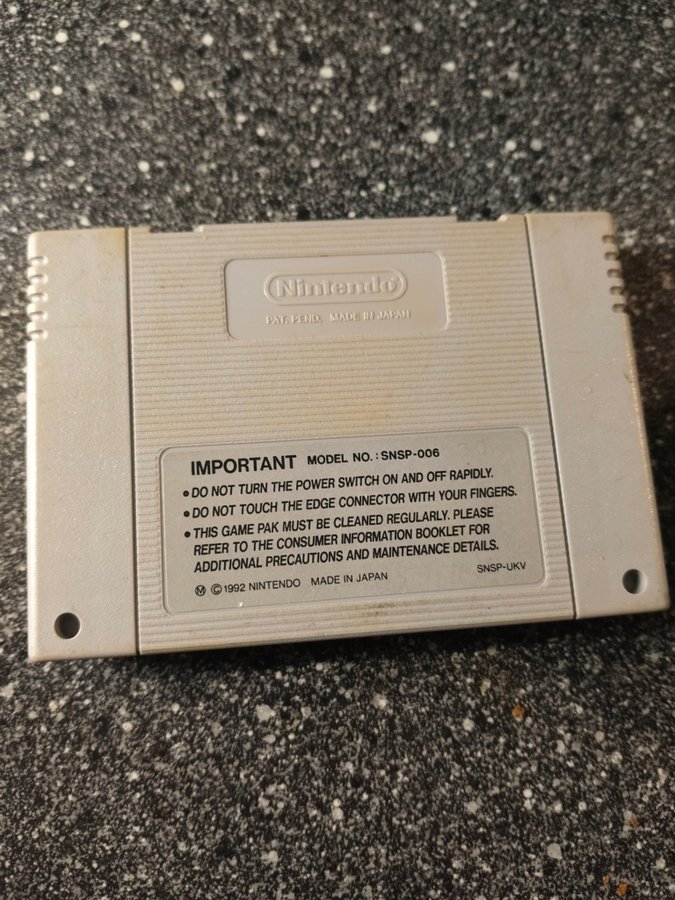 Nintendo®
PAT. PEND. MADE IN JAPAN
IMPORTANT MODEL NO.: SNSP-006
•DO NOT TURN THE POWER SWITCH ON AND OFF RAPIDLY.
•DO NOT TOUCH THE EDGE CONNECTOR WITH YOUR FINGERS.
•THIS GAME PAK MUST BE CLEANED REGULARLY. PLEASE
REFER TO THE CONSUMER INFORMATION BOOKLET FOR
ADDITIONAL PRECAUTIONS AND MAINTENANCE DETAILS.
SNSP-UKV
Ⓜ ©1992 NINTENDO MADE IN JAPAN